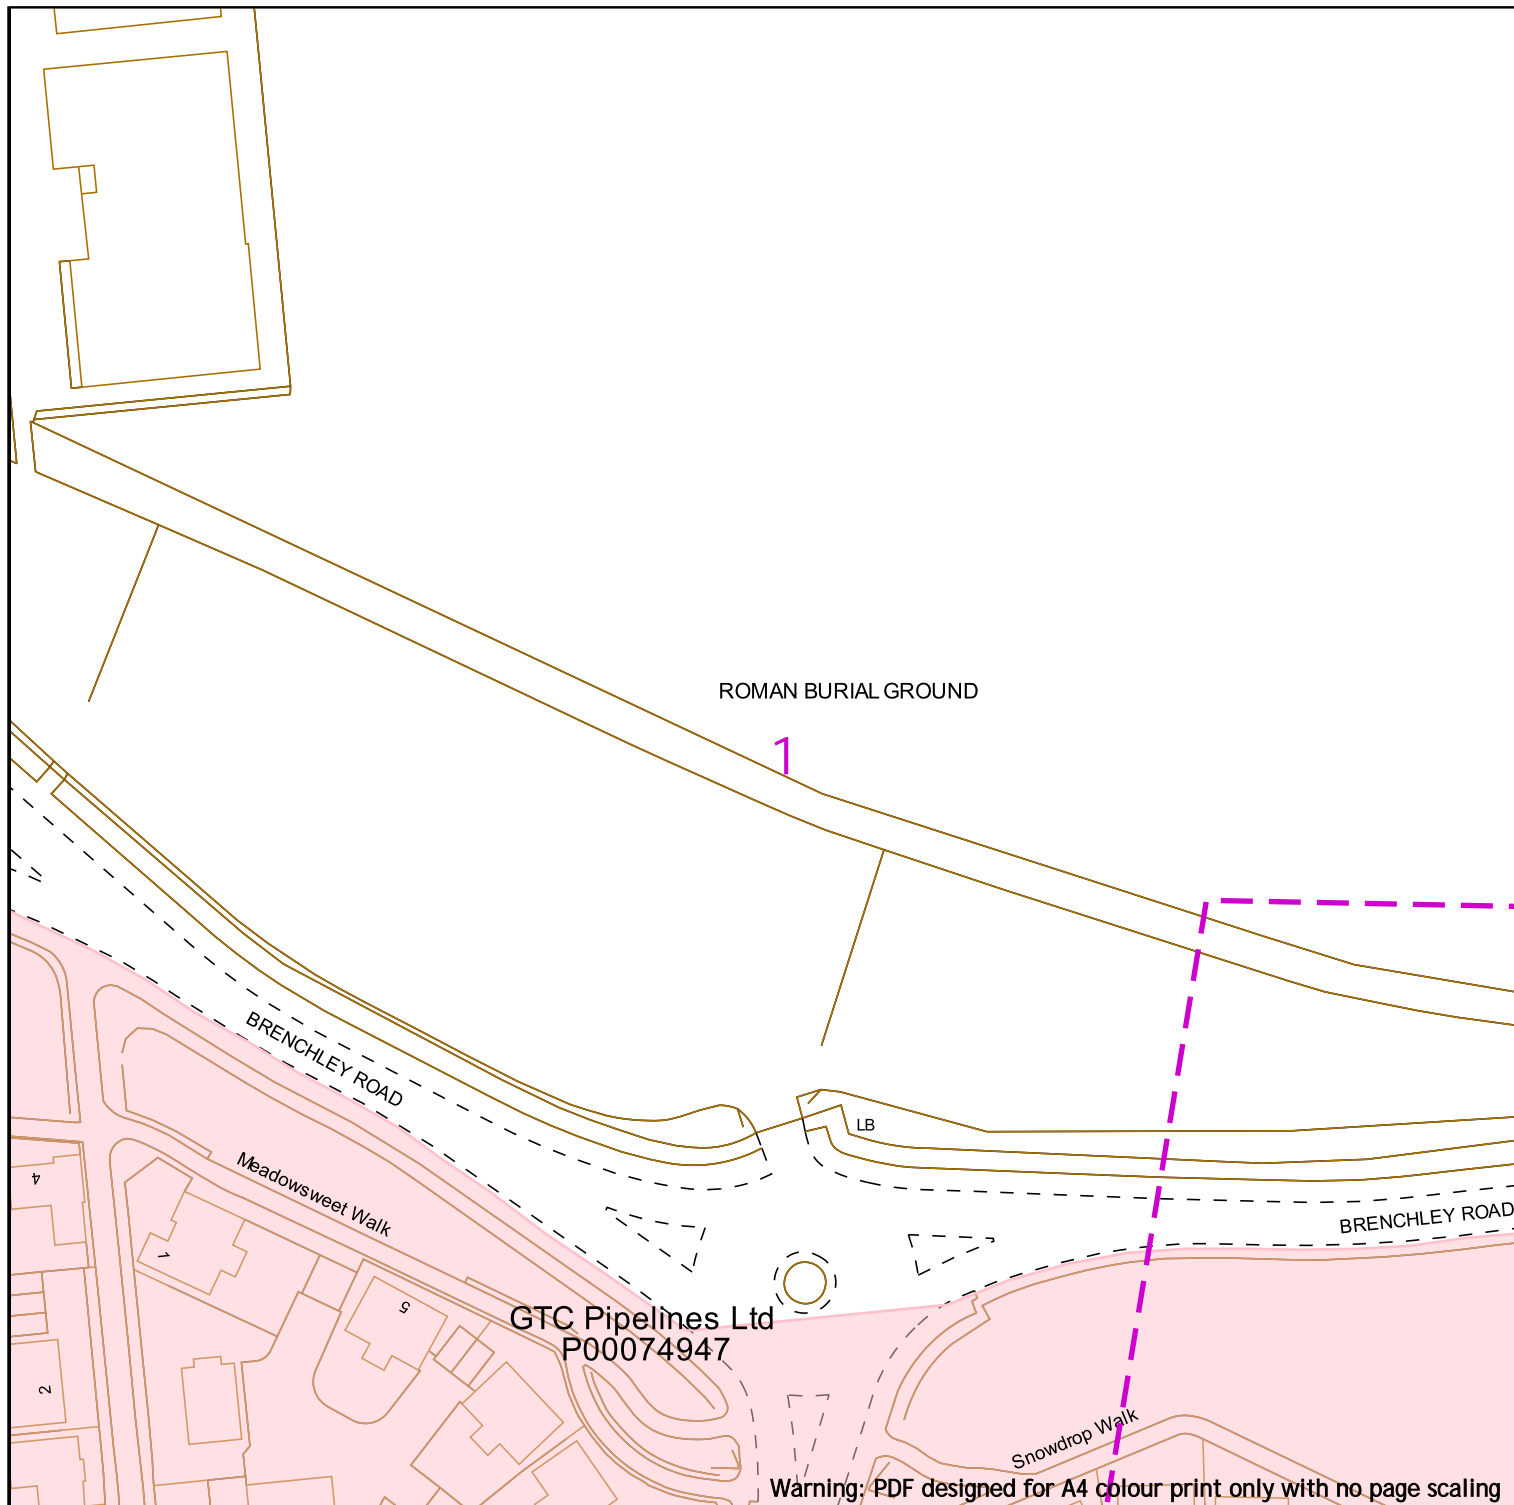 ROMAN BURIAL GROUND
1
BRENCHLEY ROAD
LB
Meadowsweet Walk
4
1
BRENCHLEY ROAD
5
GTC Pipelines Ltd
P00074947
2
Snowdrop Walk
Warning: PDF designed for A4 colour print only with no page scaling